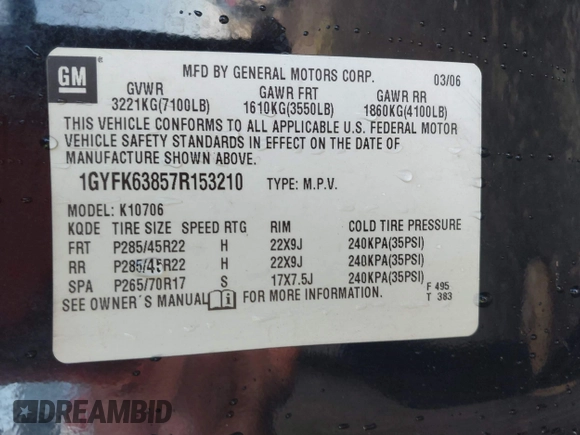 GM
®
MFD BY GENERAL MOTORS CORP. 03/06
GVWR GAWR FRT GAWR RR
3221KG(7100LB) 1610KG(3550LB) 1860KG(4100LB)
THIS VEHICLE CONFORMS TO ALL APPLICABLE U.S. FEDERAL MOTOR
VEHICLE SAFETY STANDARDS IN EFFECT ON THE DATE OF
MANUFACTURE SHOWN ABOVE.
1GYFK63857R153210 TYPE: M.P.V.
MODEL: K10706
KQDE TIRE SIZE SPEED RTG RIM COLD TIRE PRESSURE
FRT P285/45R22 H 22X9J 240KPA(35PSI)
RR P285/45R22 H 22X9J 240KPA(35PSI)
SPA P265/70R17 S 17X7.5J 240KPA(35PSI)
SEE OWNER´S MANUAL i FOR MORE INFORMATION. F 495
T 383
DREAMBID